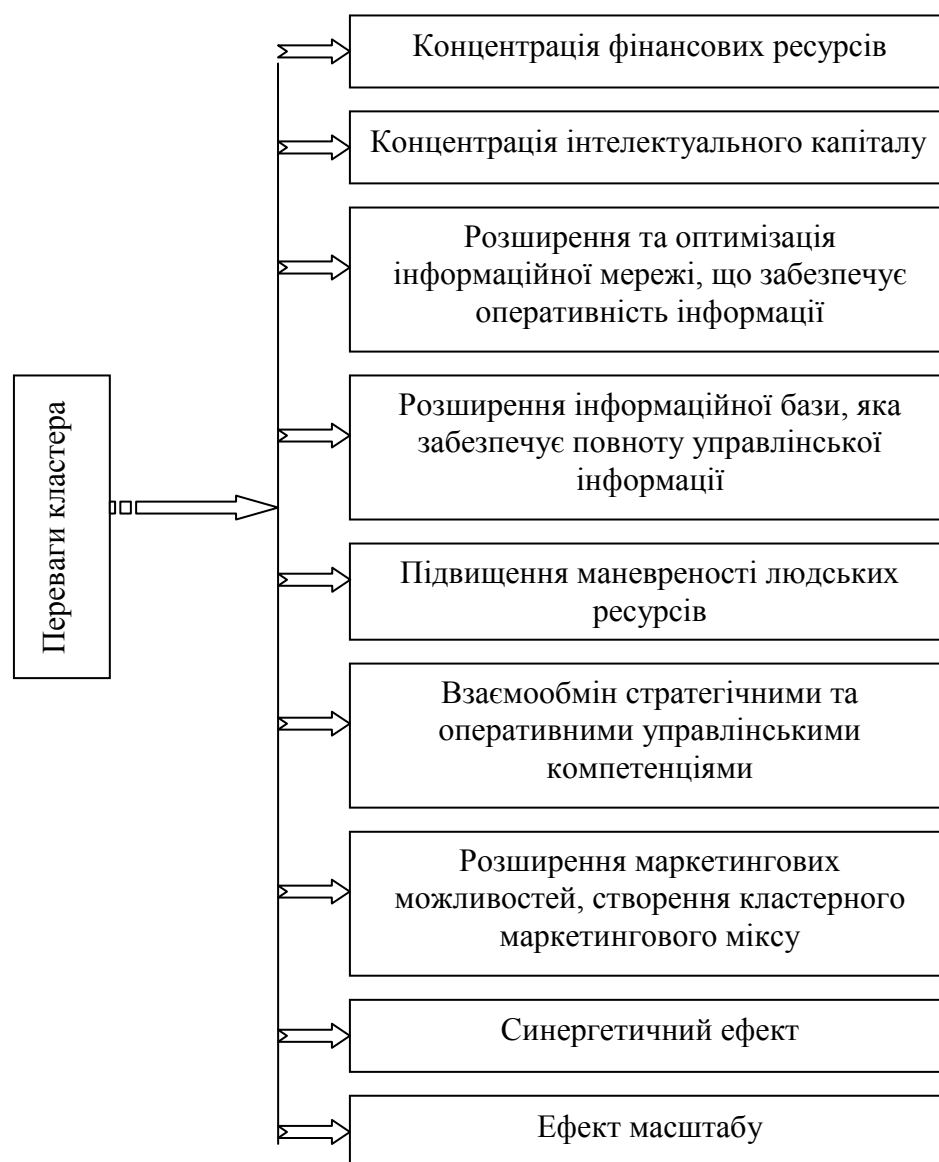 Переваги кластера
Концентрація фінансових ресурсів
Концентрація інтелектуального капіталу
Розширення та оптимізація
інформаційної мережі, що забезпечує
оперативність інформації
Розширення інформаційної бази, яка
забезпечує повноту управлінської
інформації
Підвищення маневреності людських
ресурсів
Взаємообмін стратегічними та
оперативними управлінськими
компетенціями
Розширення маркетингових
можливостей, створення кластерного
маркетингового міксу
Синергетичний ефект
Ефект масштабу